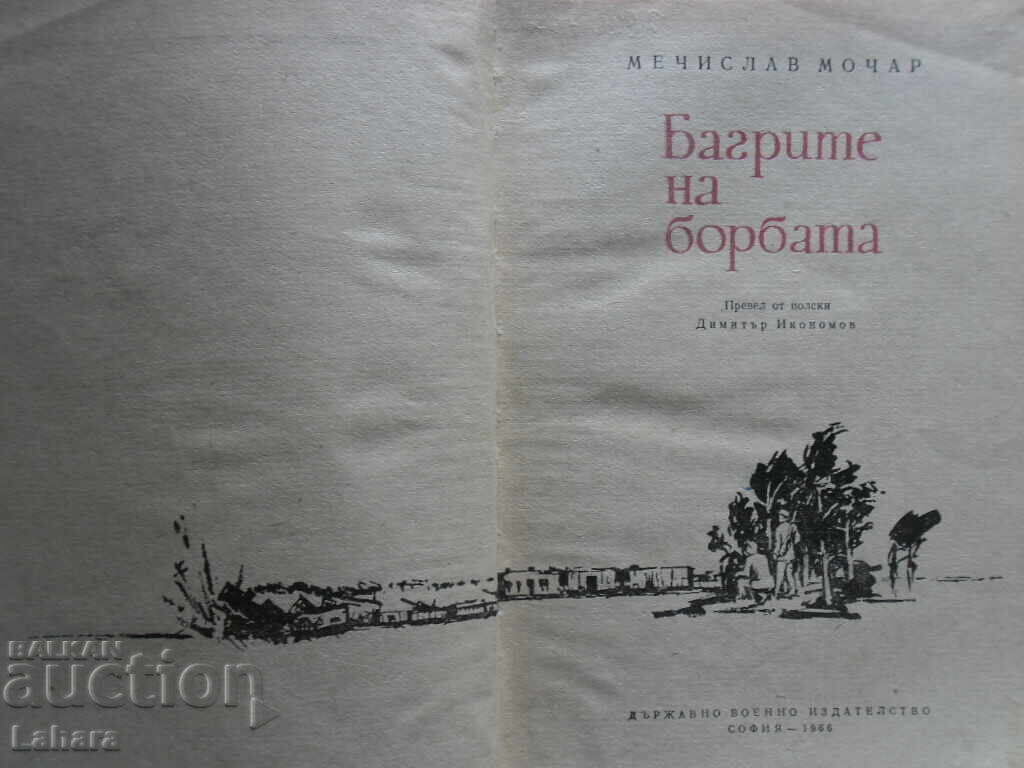 МЕЧИСЛАВ МОЧАР
Багрите
на
борбата
Превел от полски
Димитър Икономов
ДЪРЖАВНО ВОЕННО ИЗДАТЕЛСТВО
СОФИЯ — 1966
BALKAN
auction
Lahara